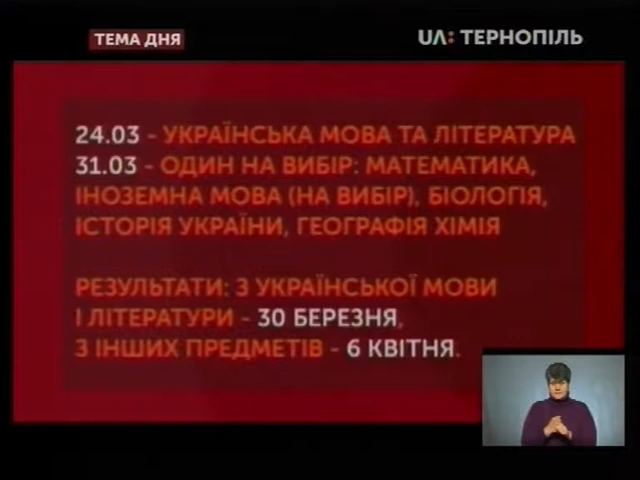 ТЕМА ДНЯ
UA: ТЕРНОПІЛЬ
24.03 - УКРАЇНСЬКА МОВА ТА ЛІТЕРАТУРА
31.03 - ОДИН НА ВИБІР: МАТЕМАТИКА,
ІНОЗЕМНА МОВА (НА ВИБІР), БІОЛОГІЯ,
ІСТОРІЯ УКРАЇНИ, ГЕОГРАФІЯ ХІМІЯ
РЕЗУЛЬТАТИ: З УКРАЇНСЬКОЇ МОВИ
І ЛІТЕРАТУРИ - 30 БЕРЕЗНЯ,
З ІНШИХ ПРЕДМЕТІВ - 6 КВІТНЯ.